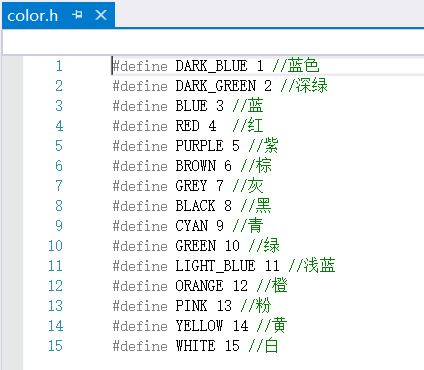 color.h
1 #define DARK_BLUE 1 //蓝色
2 #define DARK_GREEN 2 //深绿
3 #define BLUE 3 //蓝
4 #define RED 4  //红
5 #define PURPLE 5 //紫
6 #define BROWN 6 //棕
7 #define GREY 7 //灰
8 #define BLACK 8 //黑
9 #define CYAN 9 //青
10 #define GREEN 10 //绿
11 #define LIGHT_BLUE 11 //浅蓝
12 #define ORANGE 12 //橙
13 #define PINK 13 //粉
14 #define YELLOW 14 //黄
15 #define WHITE 15 //白